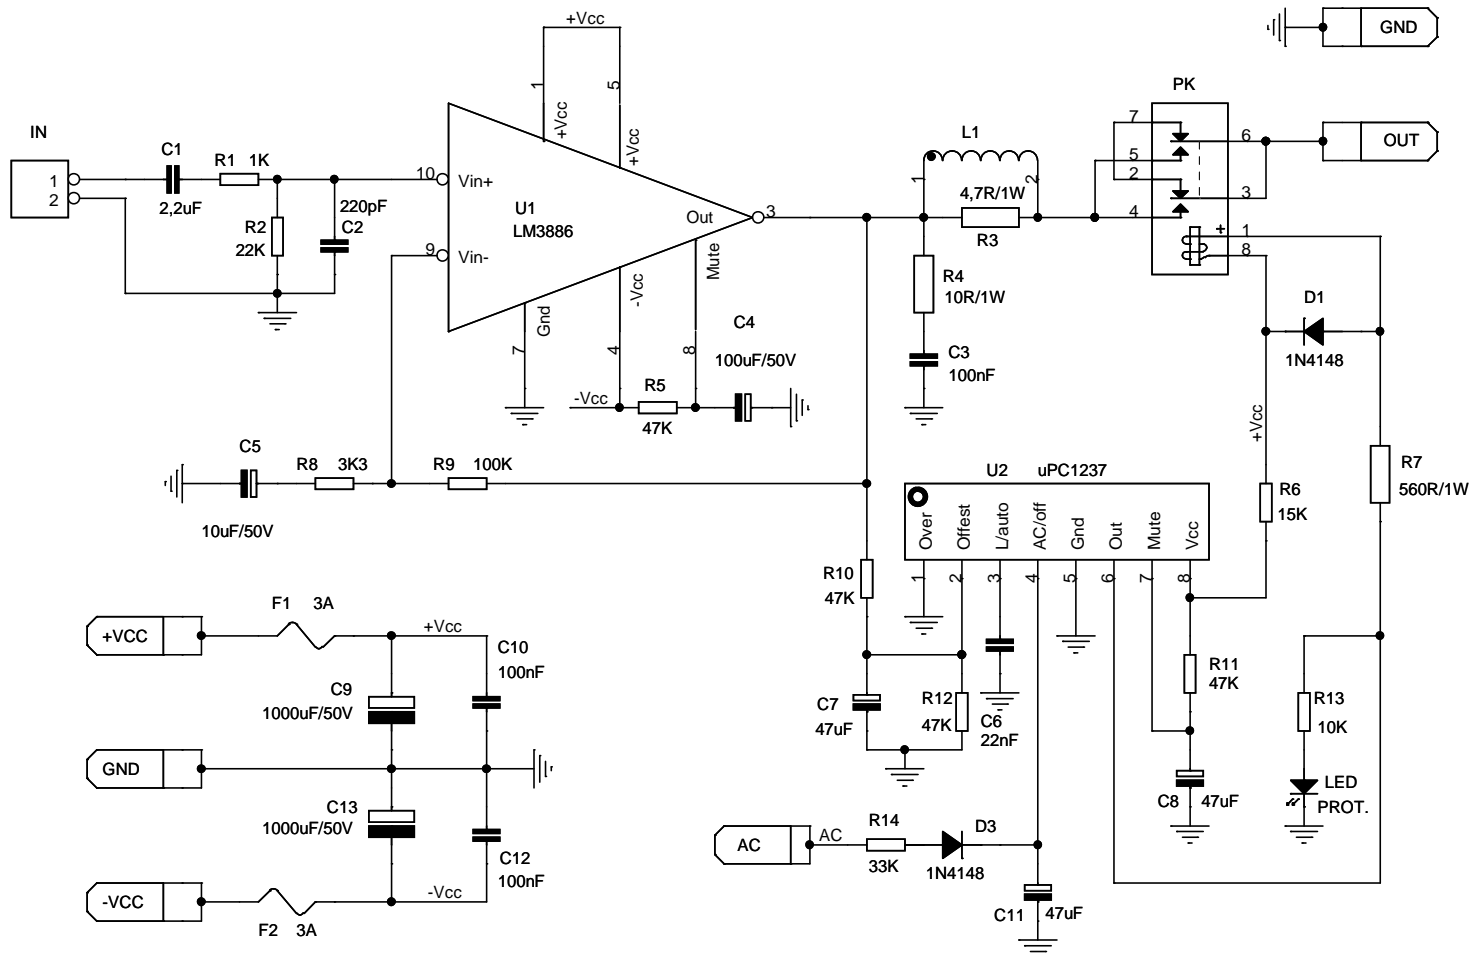 +Vcc
GND
PK
IN
1
2
C1
2,2uF
R1 1K
R2
22K
220pF
C2
10
Vin+
9
Vin-
U1
LM3886
1
+Vcc
5
+Vcc
Out
3
Mute
8
-Vcc
4
Gnd
7
L1
1
2
4,7R/1W
R3
R4
10R/1W
C3
100nF
7
5
2
4
6
3
+
1
8
OUT
D1
1N4148
C4
100uF/50V
-Vcc
R5
47K
+Vcc
C5
10uF/50V
R8 3K3
R9 100K
U2 uPC1237
Over
Offest
L/auto
AC/off
Gnd
Out
Mute
Vcc
1
2
3
4
5
6
7
8
R6
15K
R7
560R/1W
R10
47K
F1 3A
+VCC
+Vcc
C10
100nF
C9
1000uF/50V
GND
C13
1000uF/50V
C12
100nF
-VCC
-Vcc
F2 3A
C7
47uF
R12
47K
C6
22nF
R11
47K
C8 47uF
R13
10K
LED
PROT.
AC
AC
R14
33K
D3
1N4148
C11 47uF